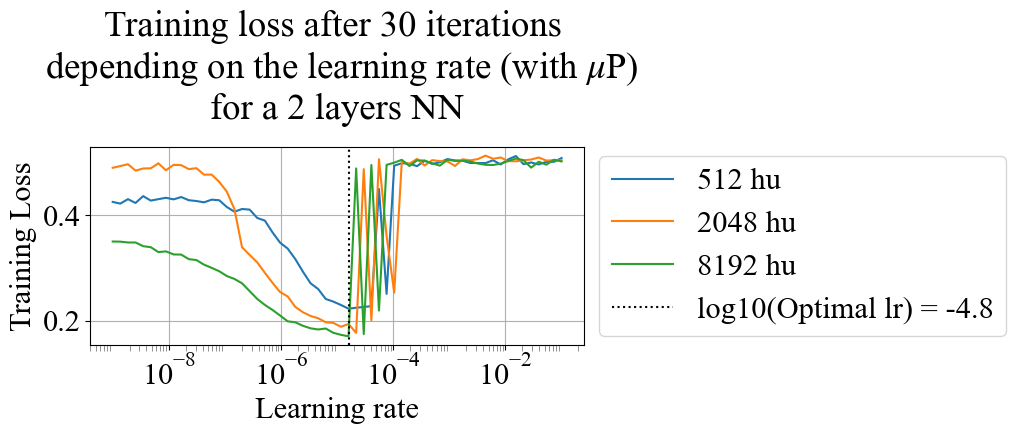 Training loss after 30 iterations
depending on the learning rate (with μP)
for a 2 layers NN
Training Loss
0.4
0.2
10⁻⁸
10⁻⁶
10⁻⁴
10⁻²
Learning rate
512 hu
2048 hu
8192 hu
log10(Optimal lr) = -4.8